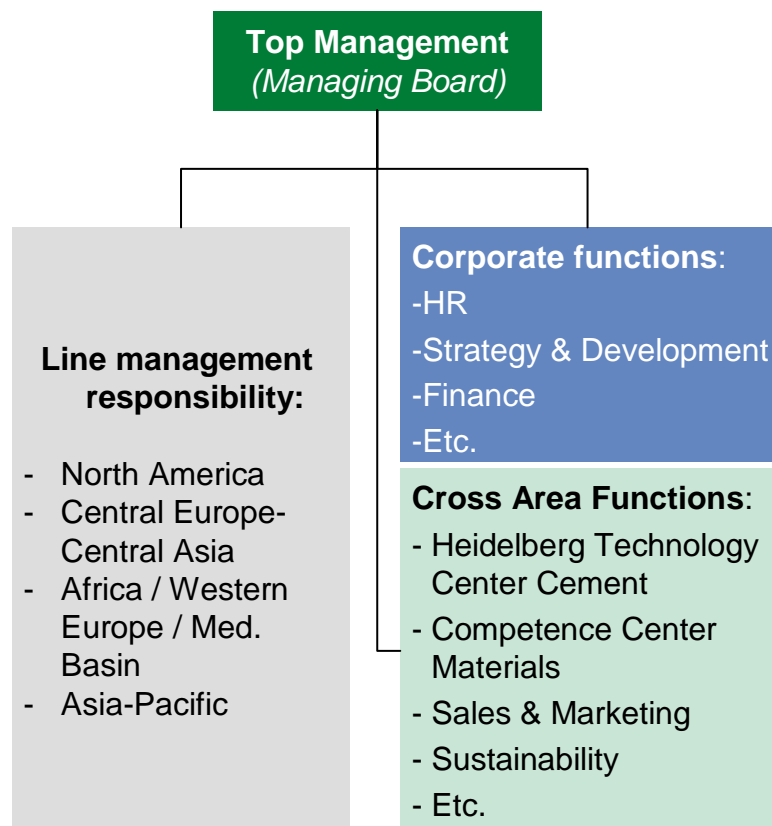 Top Management
(Managing Board)
Line management
responsibility:
- North America
- Central Europe-
Central Asia
- Africa / Western
Europe / Med.
Basin
- Asia-Pacific
Corporate functions:
-HR
-Strategy & Development
-Finance
-Etc.
Cross Area Functions:
- Heidelberg Technology
Center Cement
- Competence Center
Materials
- Sales & Marketing
- Sustainability
- Etc.